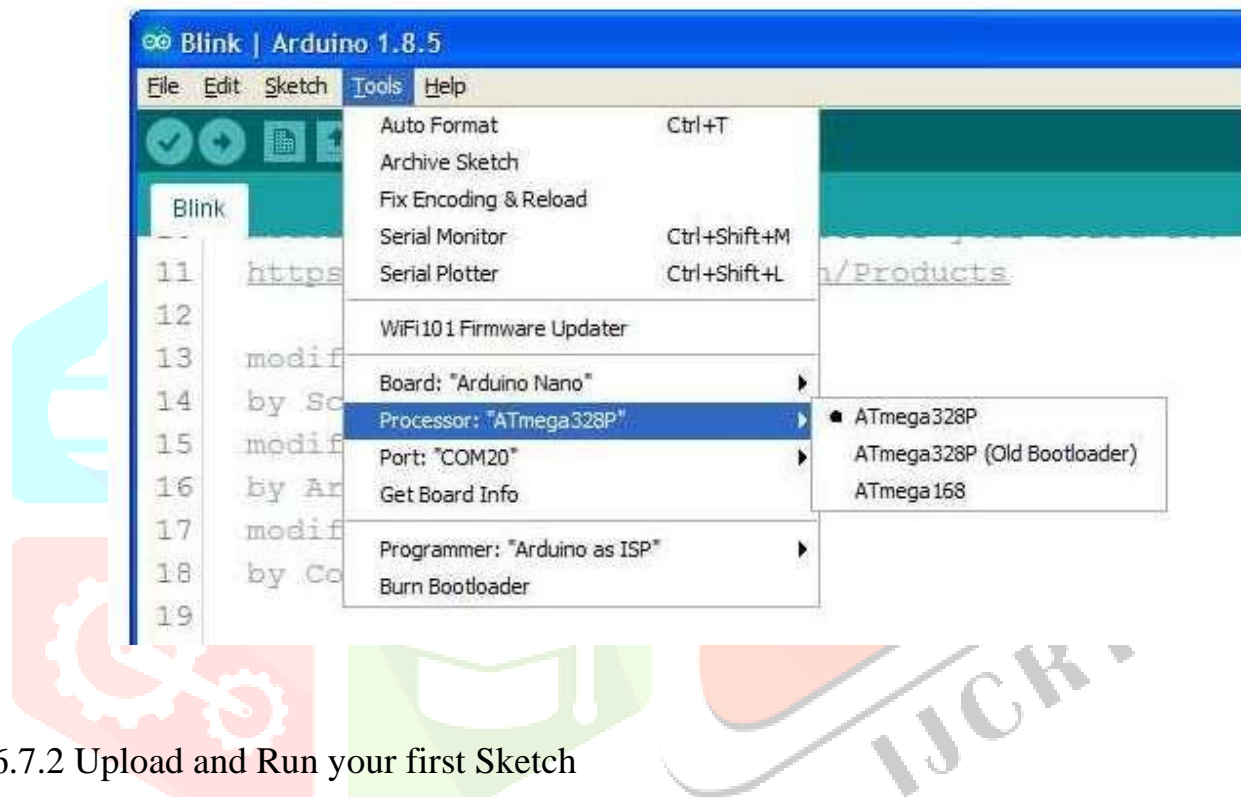 Blink | Arduino 1.8.5
File Edit Sketch Tools Help
Auto Format Ctrl+T
Archive Sketch
Fix Encoding & Reload
Blink
Serial Monitor Ctrl+Shift+M
your
11 https /Products
Serial Plotter Ctrl+Shift+L
12
WiFi101 Firmware Updater
13 modif
Board: "Arduino Nano"
14 by Sc
Processor: "ATmega328P"
ATmega328P
15 modif
Port: "COM20"
ATmega328P (Old Bootloader)
16 by Ar
Get Board Info
ATmega168
17 modif
Programmer: "Arduino as ISP"
18 by Co
Burn Bootloader
19
IJCR
6.7.2 Upload and Run your first Sketch